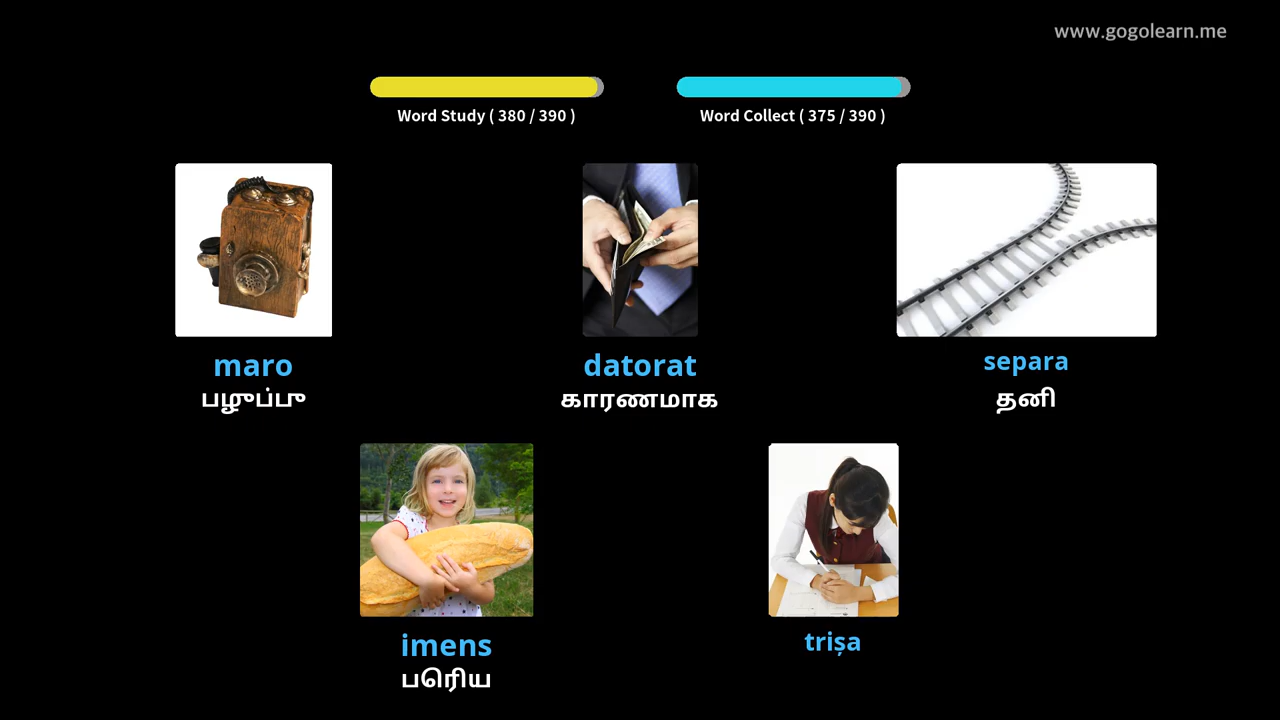 www.gogolearn.me
Word Study ( 380 / 390 )
Word Collect ( 375 / 390 )
maro
பழுப்பு
datorat
காரணமாக
separa
தனி
imens
பெரிய
trișa